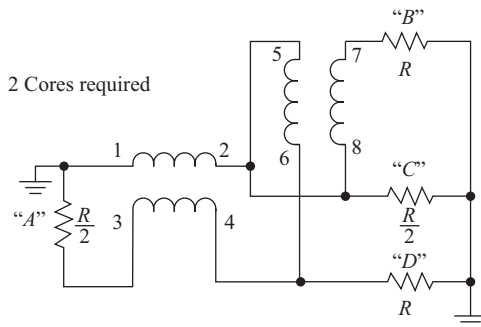 “B”
5 7
R
2 Cores required
6 8
1 2
“C”
“A” R/2 3 4
R/2
“D”
R